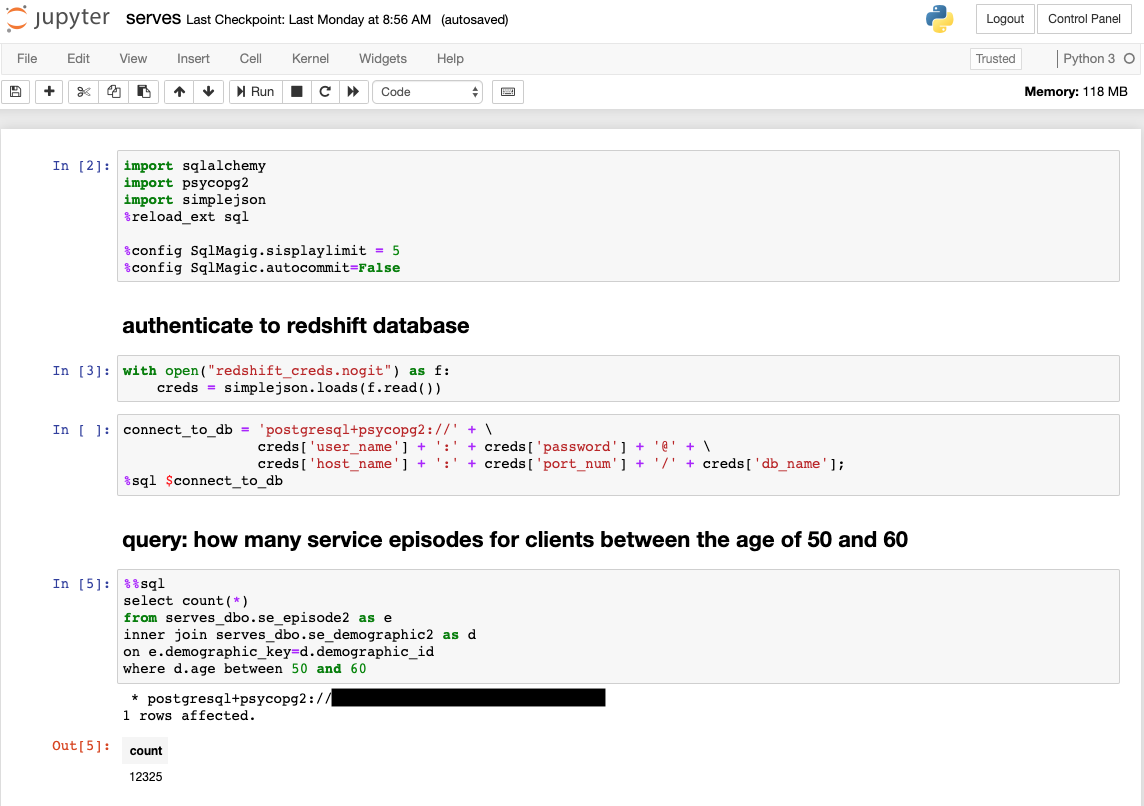 jupyter serves Last Checkpoint: Last Monday at 8:56 AM (autosaved) Logout Control Panel
File Edit View Insert Cell Kernel Widgets Help Trusted Python 3
Run Code Memory: 118 MB
In [2]: import sqlalchemy
import psycopg2
import simplejson
%reload_ext sql
%config SqlMagig.sisplaylimit = 5
%config SqlMagic.autocommit=False
authenticate to redshift database
In [3]: with open("redshift_creds.nogit") as f:
creds = simplejson.loads(f.read())
In [ ]: connect_to_db = 'postgresql+psycopg2://' + \
creds['user_name'] + ':' + creds['password'] + '@' + \
creds['host_name'] + ':' + creds['port_num'] + '/' + creds['db_name'];
%sql $connect_to_db
query: how many service episodes for clients between the age of 50 and 60
In [5]: %%sql
select count(*)
from serves_dbo.se_episode2 as e
inner join serves_dbo.se_demographic2 as d
on e.demographic_key=d.demographic_id
where d.age between 50 and 60
* postgresql+psycopg2://
1 rows affected.
Out[5]: count
12325